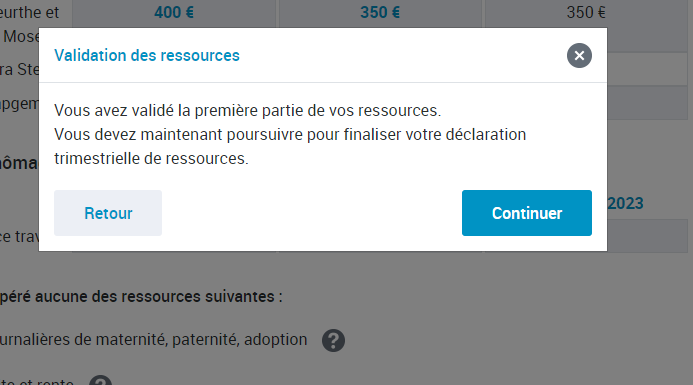 eurthe et 400 € 350 € 350 €
Mose
Validation des ressources
ra Ste
Vous avez validé la première partie de vos ressources.
Vous devez maintenant poursuivre pour finaliser votre déclaration
trimestrielle de ressources.
Retour Continuer
2023
ce trav
péré aucune des ressources suivantes :
urnalières de maternité, paternité, adoption ?
te et rente ?